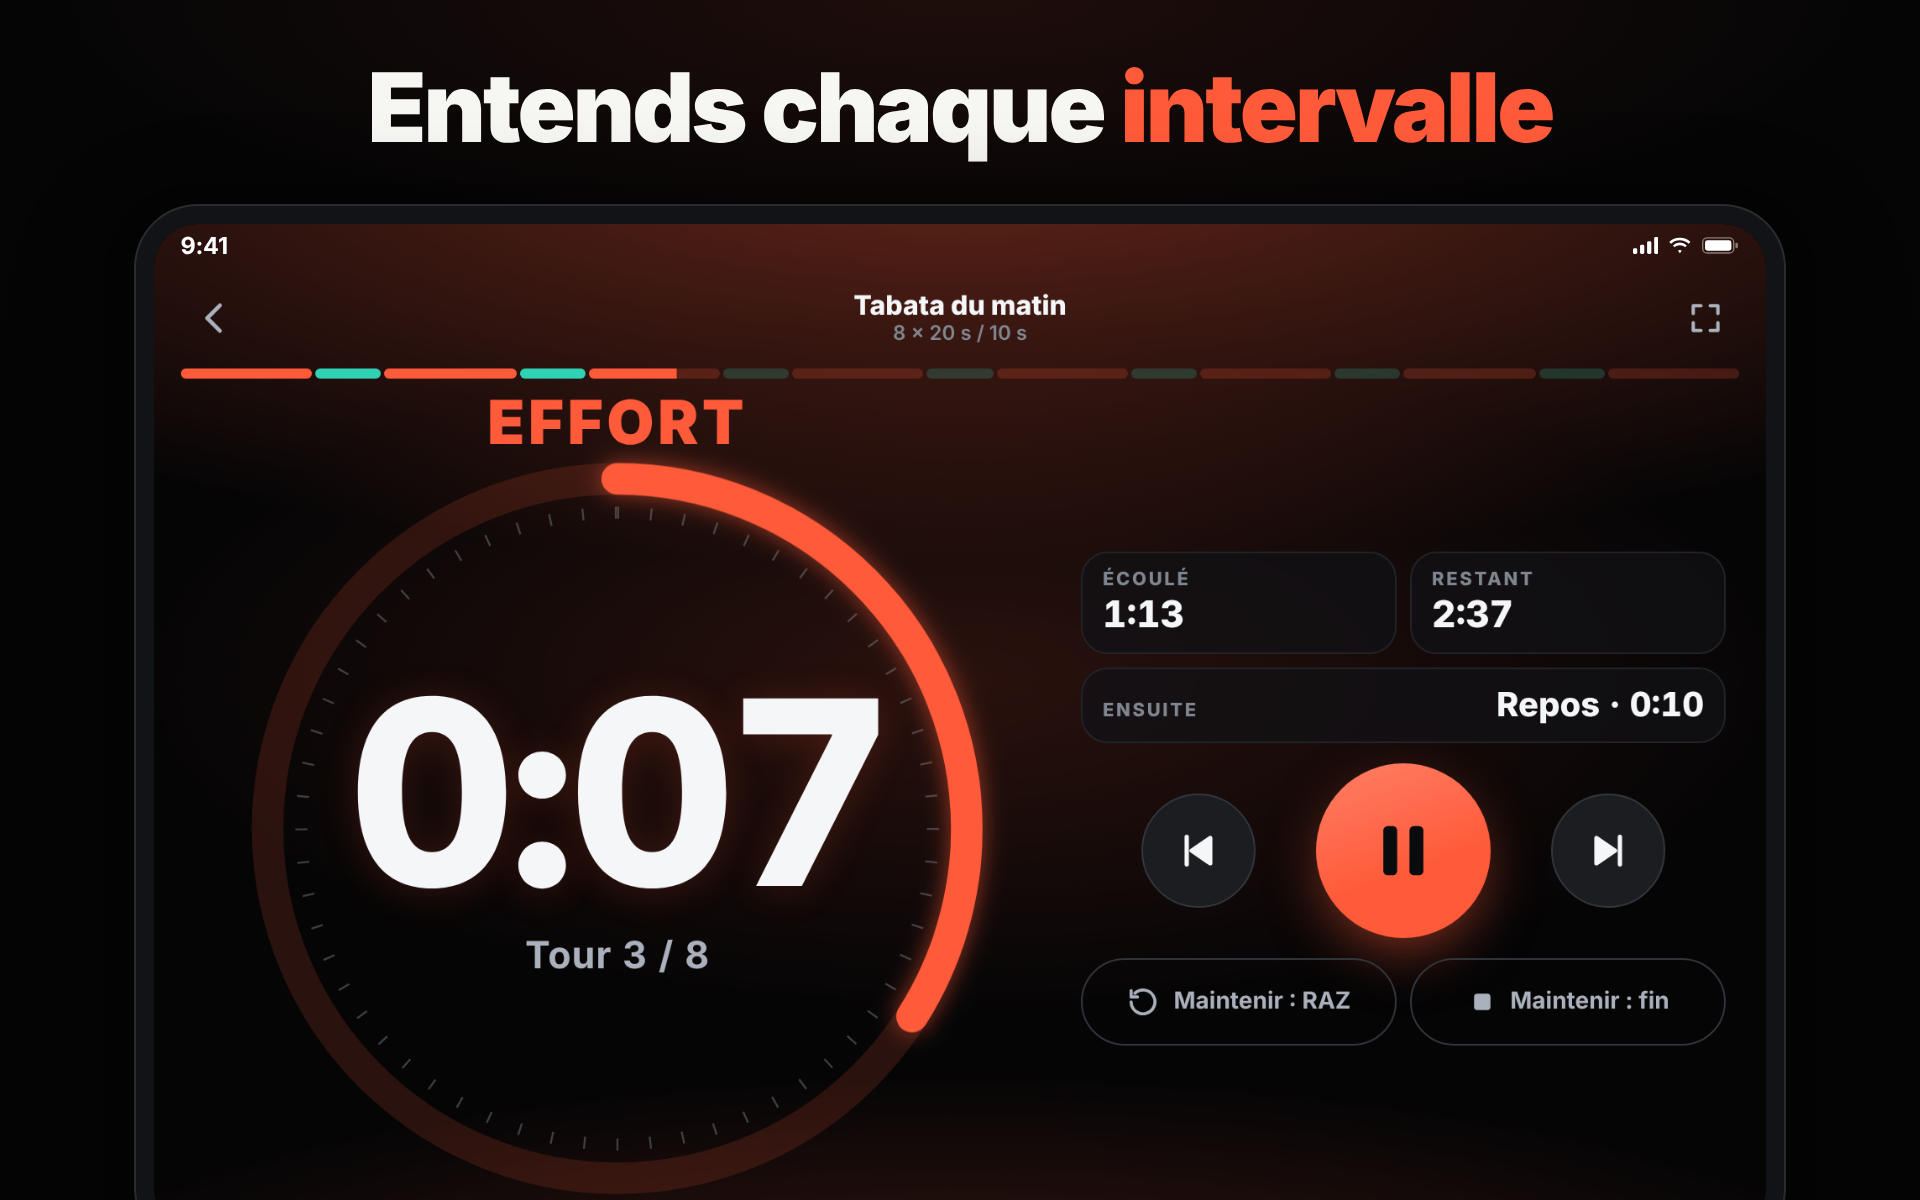 Entends chaque intervalle
9:41
Tabata du matin
8 × 20 s / 10 s
EFFORT
0:07
Tour 3 / 8
ÉCOULÉ
1:13
RESTANT
2:37
ENSUITE
Repos · 0:10
Maintenir : RAZ
Maintenir : fin